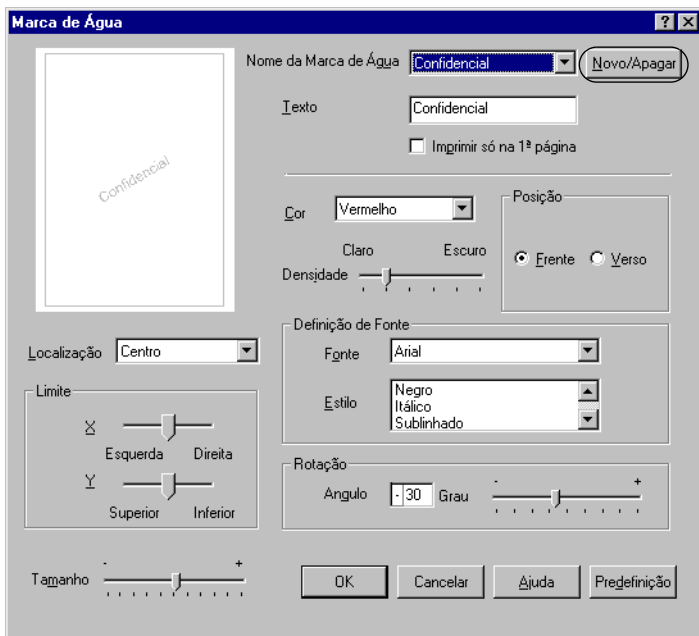 Marca de Água
Nome da Marca de Água Confidencial Novo/Apagar
Texto Confidencial
Imprimir só na 1ª página
Confidencial
Cor Vermelho
Posição
Claro Escuro
Densidade
Frente Verso
Localização Centro
Definição de Fonte
Fonte Arial
Estilo Negro
Itálico
Sublinhado
Limite
X
Esquerda Direita
Y
Superior Inferior
Rotação
- +
Angulo - 30 Grau
- +
Tamanho
OK Cancelar Ajuda Predefinição